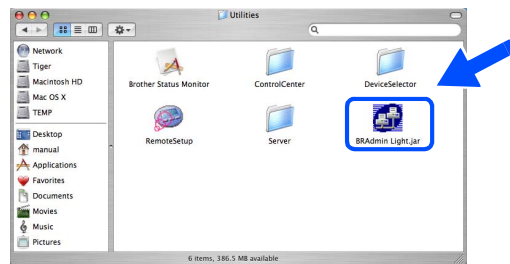 Utilities
Network
Tiger
Macintosh HD
Mac OS X
TEMP
Desktop
manual
Applications
Favorites
Documents
Movies
Music
Pictures
Brother Status Monitor
ControlCenter
DeviceSelector
RemoteSetup
Server
BRAdmin Light.jar
6 items, 386.5 MB available